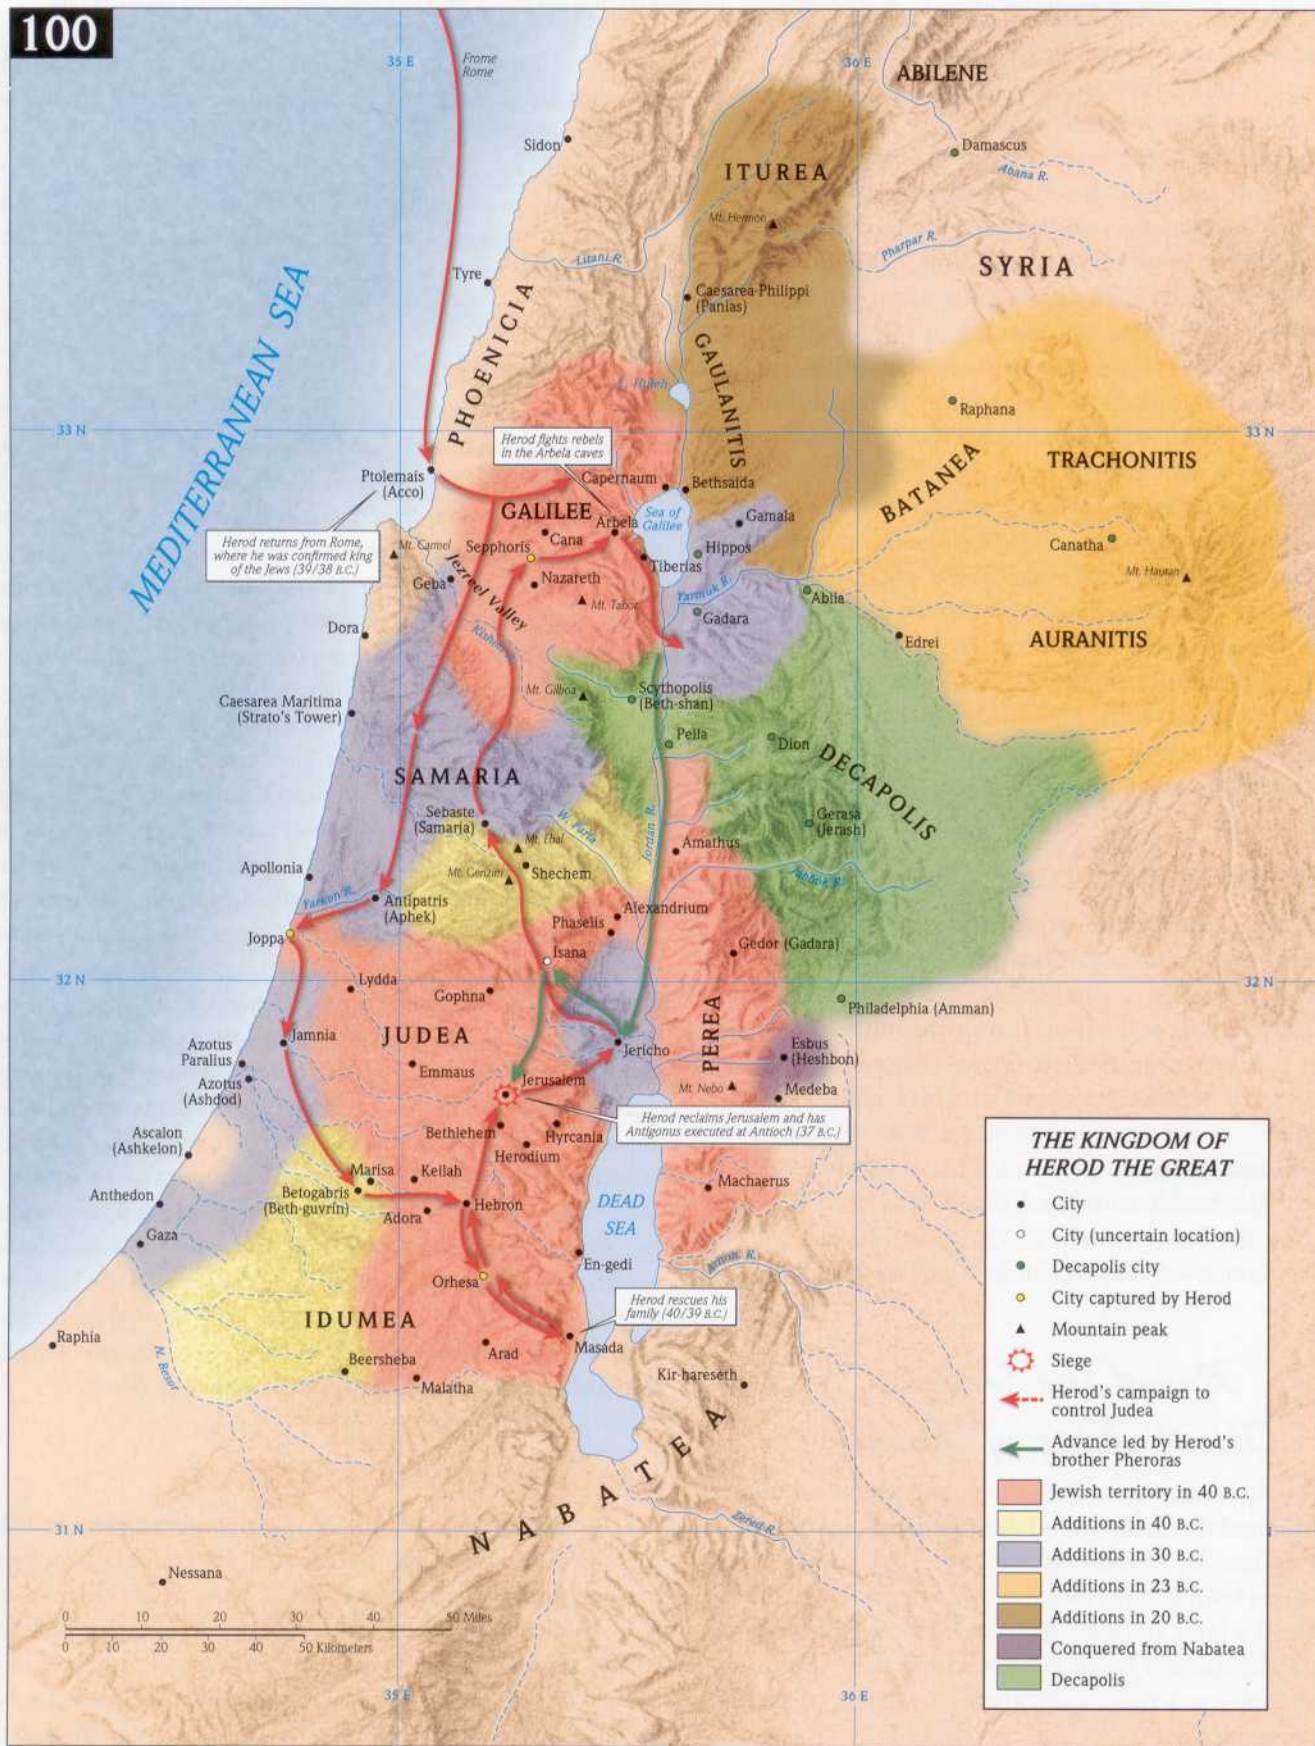 100
Frome
Rome
35 E
36 E
ABILENE
Sidon
Damascus
Abana R.
ITUREA
Mt. Hermon
Pharpar R.
Litani R.
SYRIA
Tyre
Caesarea-Philippi
(Panias)
PHOENICIA
GAULANITIS
MEDITERRANEAN SEA
L. Huleh
Raphana
33 N
33 N
Herod fights rebels
in the Arbela caves
BATANEA
TRACHONITIS
Ptolemais
(Acco)
Capernaum
Bethsaida
GALILEE
Sea of
Galilee
Gamala
Arbela
Cana
Herod returns from Rome,
where he was confirmed king
of the Jews (39/38 B.C.)
Mt. Camel
Sepphoris
Hippos
Canatha
Tiberias
Mt. Hauran
Geba
Jezreel Valley
Nazareth
Mt. Tabor
Yarmuk R.
Abila
Gadara
Dora
Kishon R.
Edrei
AURANITIS
Mt. Gilboa
Scythopolis
(Beth-shan)
Caesarea Maritima
(Strato's Tower)
Pella
Dion
DECAPOLIS
SAMARIA
Sebaste
(Samaria)
W. Faria
Jordan R.
Gerasa
(Jerash)
Mt. Ebal
Amathus
Mt. Gerizim
Shechem
Apollonia
Jabbok R.
Yarkon R.
Antipatris
(Aphek)
Alexandrium
Phaselis
Joppa
Gedor (Gadara)
Isana
32 N
32 N
Lydda
Gophna
Philadelphia (Amman)
PEREA
JUDEA
Jamnia
Jericho
Esbus
(Heshbon)
Azotus
Paralius
Emmaus
Azotus
(Ashdod)
Jerusalem
Mt. Nebo
Medeba
Herod reclaims Jerusalem and has
Antigonus executed at Antioch (37 B.C.)
Bethlehem
Hyrcania
Ascalon
(Ashkelon)
Herodium
Marisa
Keilah
Machaerus
Anthedon
Betogabris
(Beth-guvrin)
Hebron
DEAD
SEA
Adora
Gaza
En-gedi
Arnon R.
Orhesa
Herod rescues his
family (40/39 B.C.)
IDUMEA
Raphia
Arad
Masada
N. Besor
Beersheba
Malatha
Kir-hareseth
NABATEA
Zered R.
31 N
Nessana
0 10 20 30 40 50 Miles
0 10 20 30 40 50 Kilometers
35 E
36 E
THE KINGDOM OF
HEROD THE GREAT
City
City (uncertain location)
Decapolis city
City captured by Herod
Mountain peak
Siege
Herod's campaign to
control Judea
Advance led by Herod's
brother Pheroras
Jewish territory in 40 B.C.
Additions in 40 B.C.
Additions in 30 B.C.
Additions in 23 B.C.
Additions in 20 B.C.
Conquered from Nabatea
Decapolis